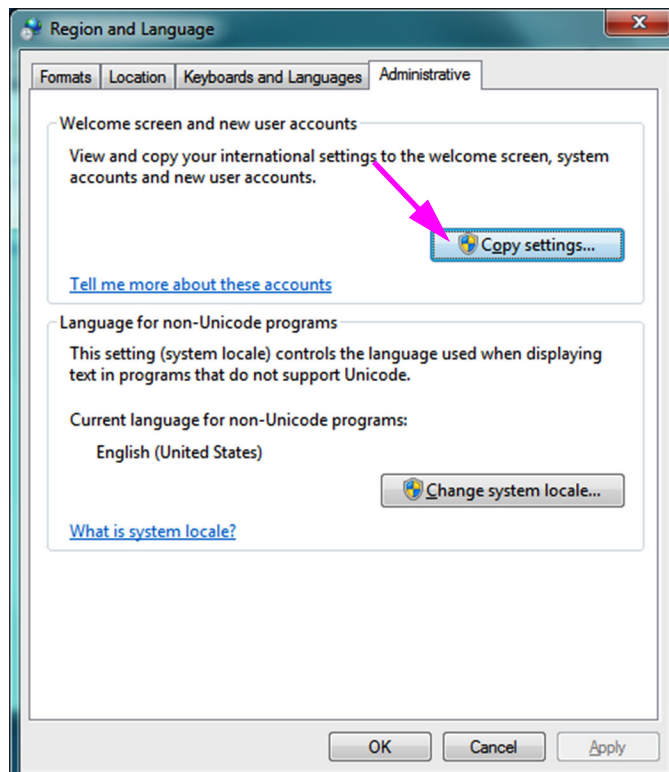 Region and Language
Formats Location Keyboards and Languages Administrative
Welcome screen and new user accounts
View and copy your international settings to the welcome screen, system
accounts and new user accounts.
Copy settings...
Tell me more about these accounts
Language for non-Unicode programs
This setting (system locale) controls the language used when displaying
text in programs that do not support Unicode.
Current language for non-Unicode programs:
English (United States)
Change system locale...
What is system locale?
OK Cancel Apply